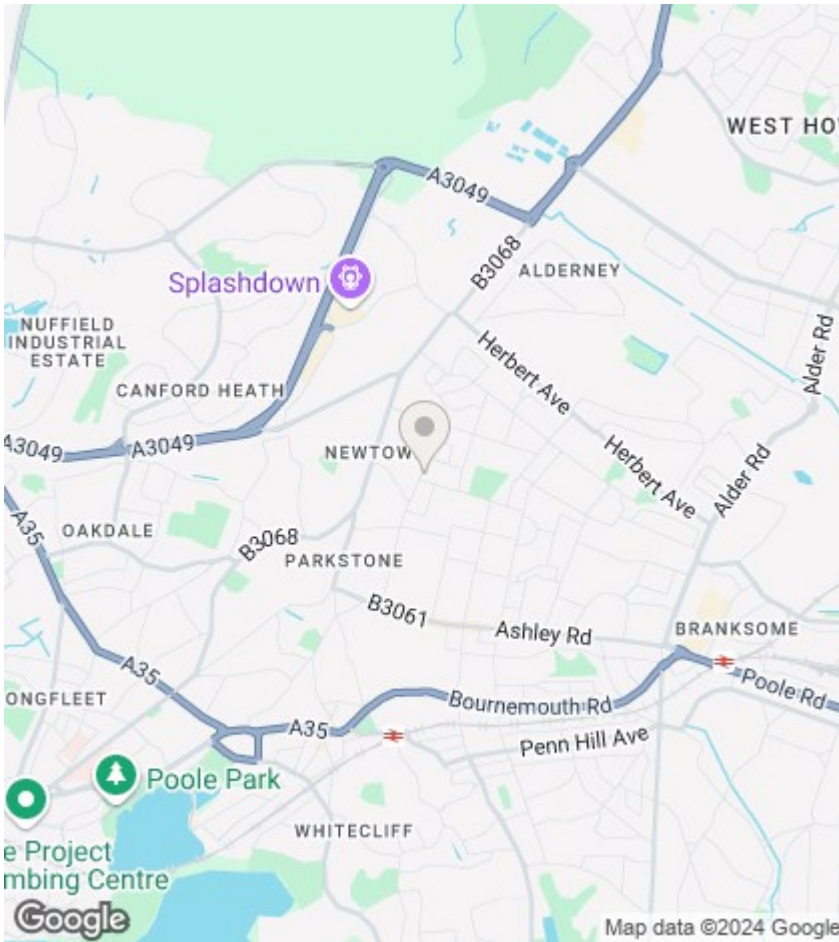 WEST HOW
A3049
B3068
ALDERNEY
Splashdown
NUFFIELD
INDUSTRIAL
ESTATE
Herbert Ave
Alder Rd
CANFORD HEATH
A3049
A3049
NEWTOW
Herbert Ave
Alder Rd
A35
OAKDALE
B3068
PARKSTONE
B3061
Ashley Rd
BRANKSOME
A35
ONGFLEET
Bournemouth Rd
Poole Rd
A35
Penn Hill Ave
Poole Park
WHITECLIFF
e Project
mbing Centre
Google
Map data ©2024 Google